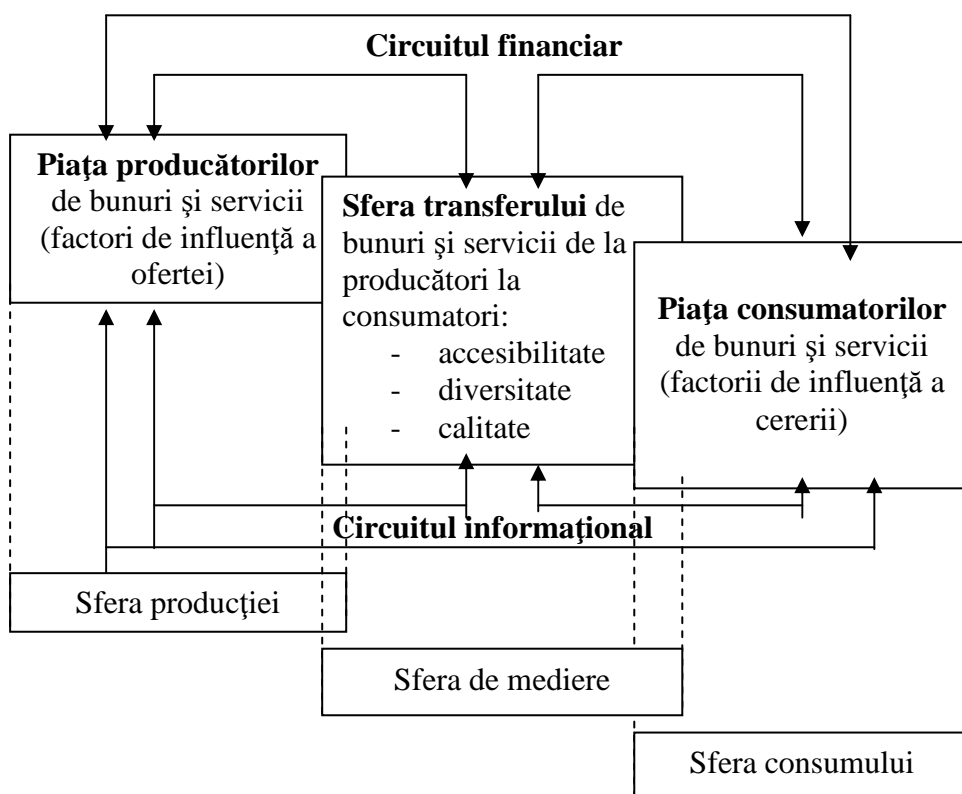 Circuitul financiar
Piaţa producătorilor
de bunuri şi servicii
(factori de influenţă a
ofertei)
Sfera transferului de
bunuri şi servicii de la
producători la
consumatori:
- accesibilitate
- diversitate
- calitate
Piaţa consumatorilor
de bunuri şi servicii
(factorii de influenţă a
cererii)
Circuitul informaţional
Sfera producţiei
Sfera de mediere
Sfera consumului